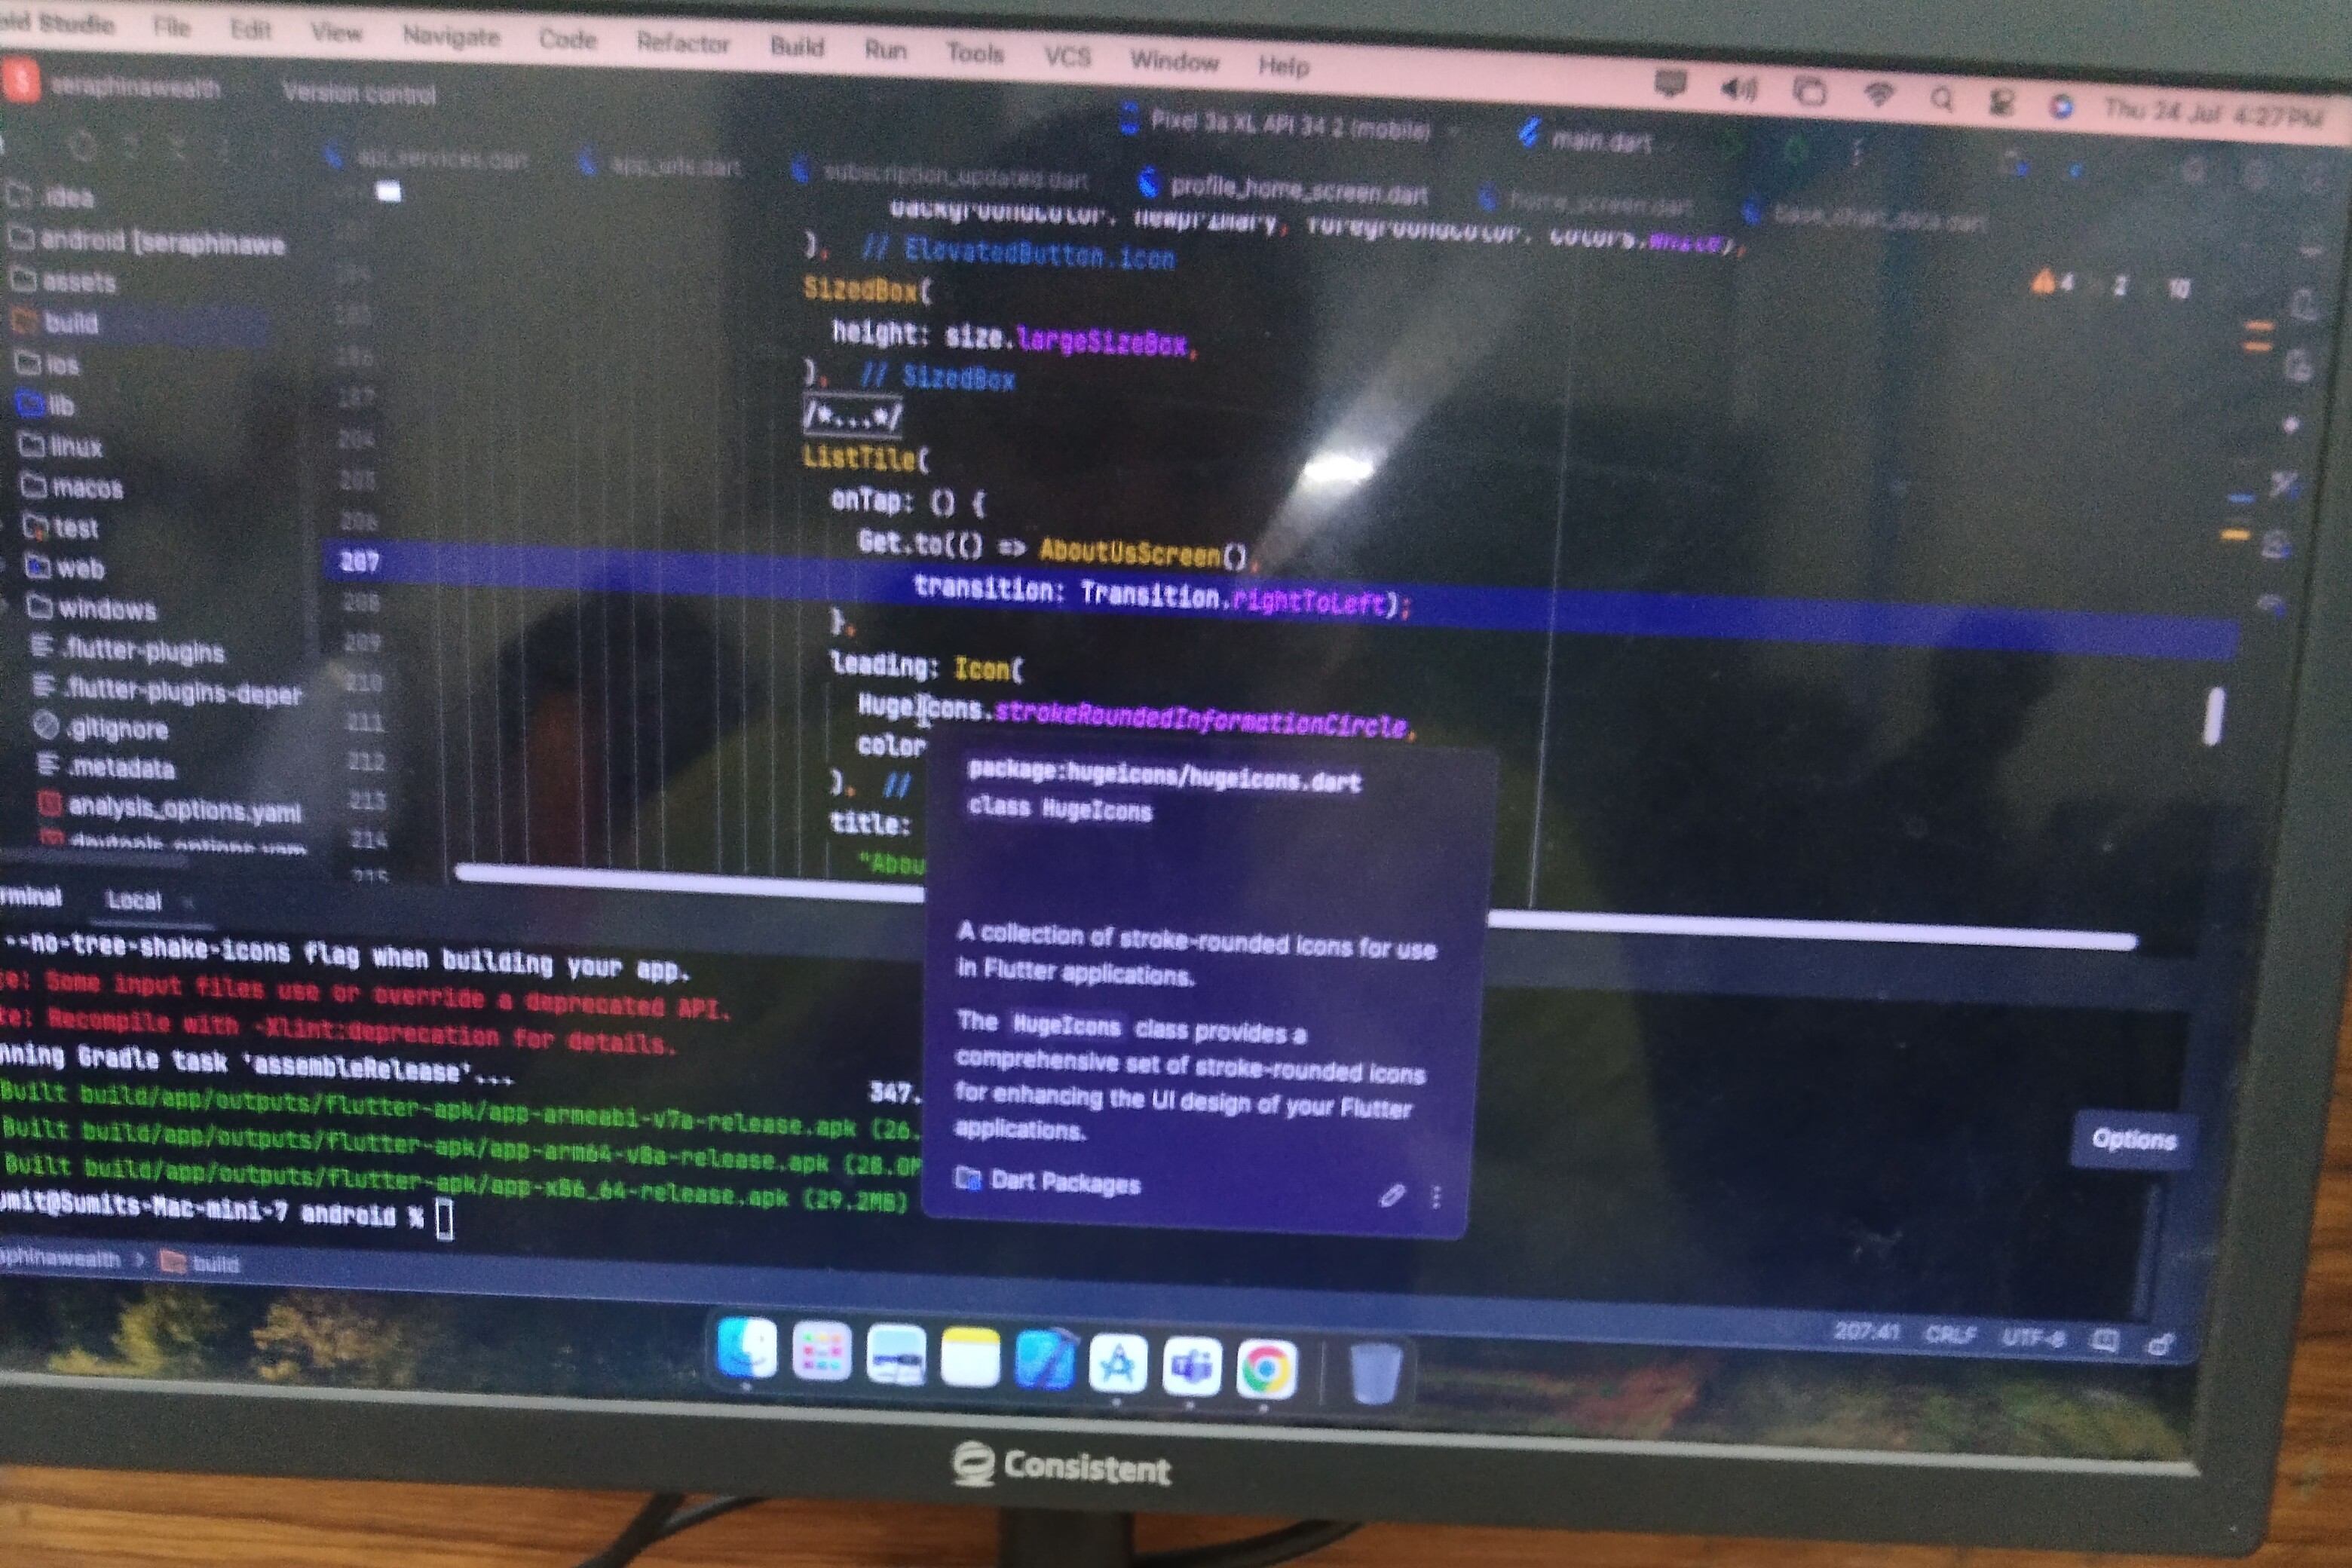 oid Studio File Edit View Navigate Code Refactor Build Run Tools VCS Window Help Thu 24 Jul 4:27 PM
S seraphinawealth Version control Pixel 3a XL API 34 2 (mobile) main.dart
api_services.dart app_urls.dart subscription_updated.dart profile_home_screen.dart home_screen.dart
.idea
android [seraphinawe
assets
build
ios
lib
linux
macos
test
web
windows
.flutter-plugins
.flutter-plugins-deper
.gitignore
.metadata
analysis_options.yaml
devtools_options.yam
backgroundColor: newprimary, foregroundColor: Colors.white),
), // ElevatedButton.icon
SizedBox(
height: size.largeSizeBox,
), // SizedBox
/*...*/
204 ListTile(
205 onTap: () {
206 Get.to(() => AboutUsScreen(),
207 transition: Transition.rightToLeft);
208 },
209 leading: Icon(
210 HugeIcons.strokeRoundedInformationCircle,
211 color
212 ), //
213 title:
214 "Abou
215
4 2 10
package:hugeicons/hugeicons.dart
class HugeIcons
A collection of stroke-rounded icons for use
in Flutter applications.
The HugeIcons class provides a
comprehensive set of stroke-rounded icons
for enhancing the UI design of your Flutter
applications.
Dart Packages
Options
rminal Local
--no-tree-shake-icons flag when building your app.
te: Some input files use or override a deprecated API.
te: Recompile with -Xlint:deprecation for details.
nning Gradle task 'assembleRelease'... 347.
Built build/app/outputs/flutter-apk/app-armeabi-v7a-release.apk (26.
Built build/app/outputs/flutter-apk/app-arm64-v8a-release.apk (28.0M
Built build/app/outputs/flutter-apk/app-x86_64-release.apk (29.2MB)
umit@Sumits-Mac-mini-7 android %
aphinawealth > build
207:41 CRLF UTF-8
Consistent